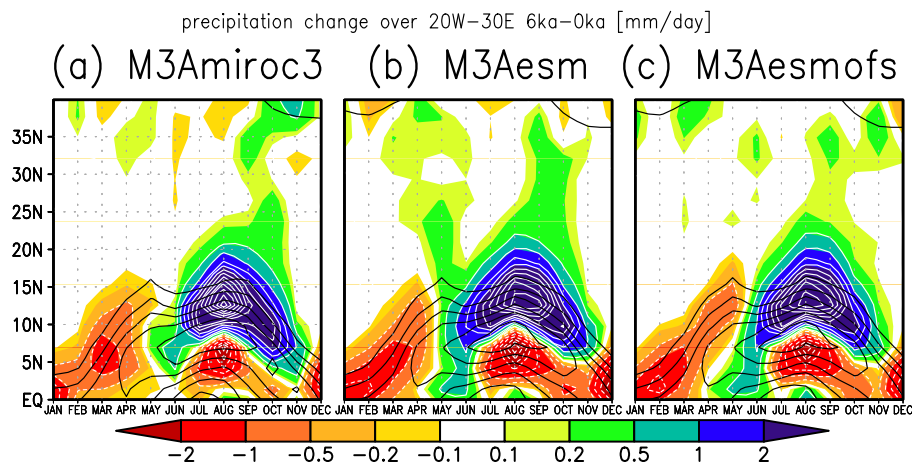 precipitation change over 20W-30E 6ka-0ka [mm/day]
(a) M3Amiroc3 (b) M3Aesm (c) M3Aesmofs
35N
30N
25N
20N
15N
10N
5N
EQ
JAN FEB MAR APR MAY JUN JUL AUG SEP OCT NOV DEC JAN FEB MAR APR MAY JUN JUL AUG SEP OCT NOV DEC JAN FEB MAR APR MAY JUN JUL AUG SEP OCT NOV DEC
-2 -1 -0.5 -0.2 -0.1 0.1 0.2 0.5 1 2